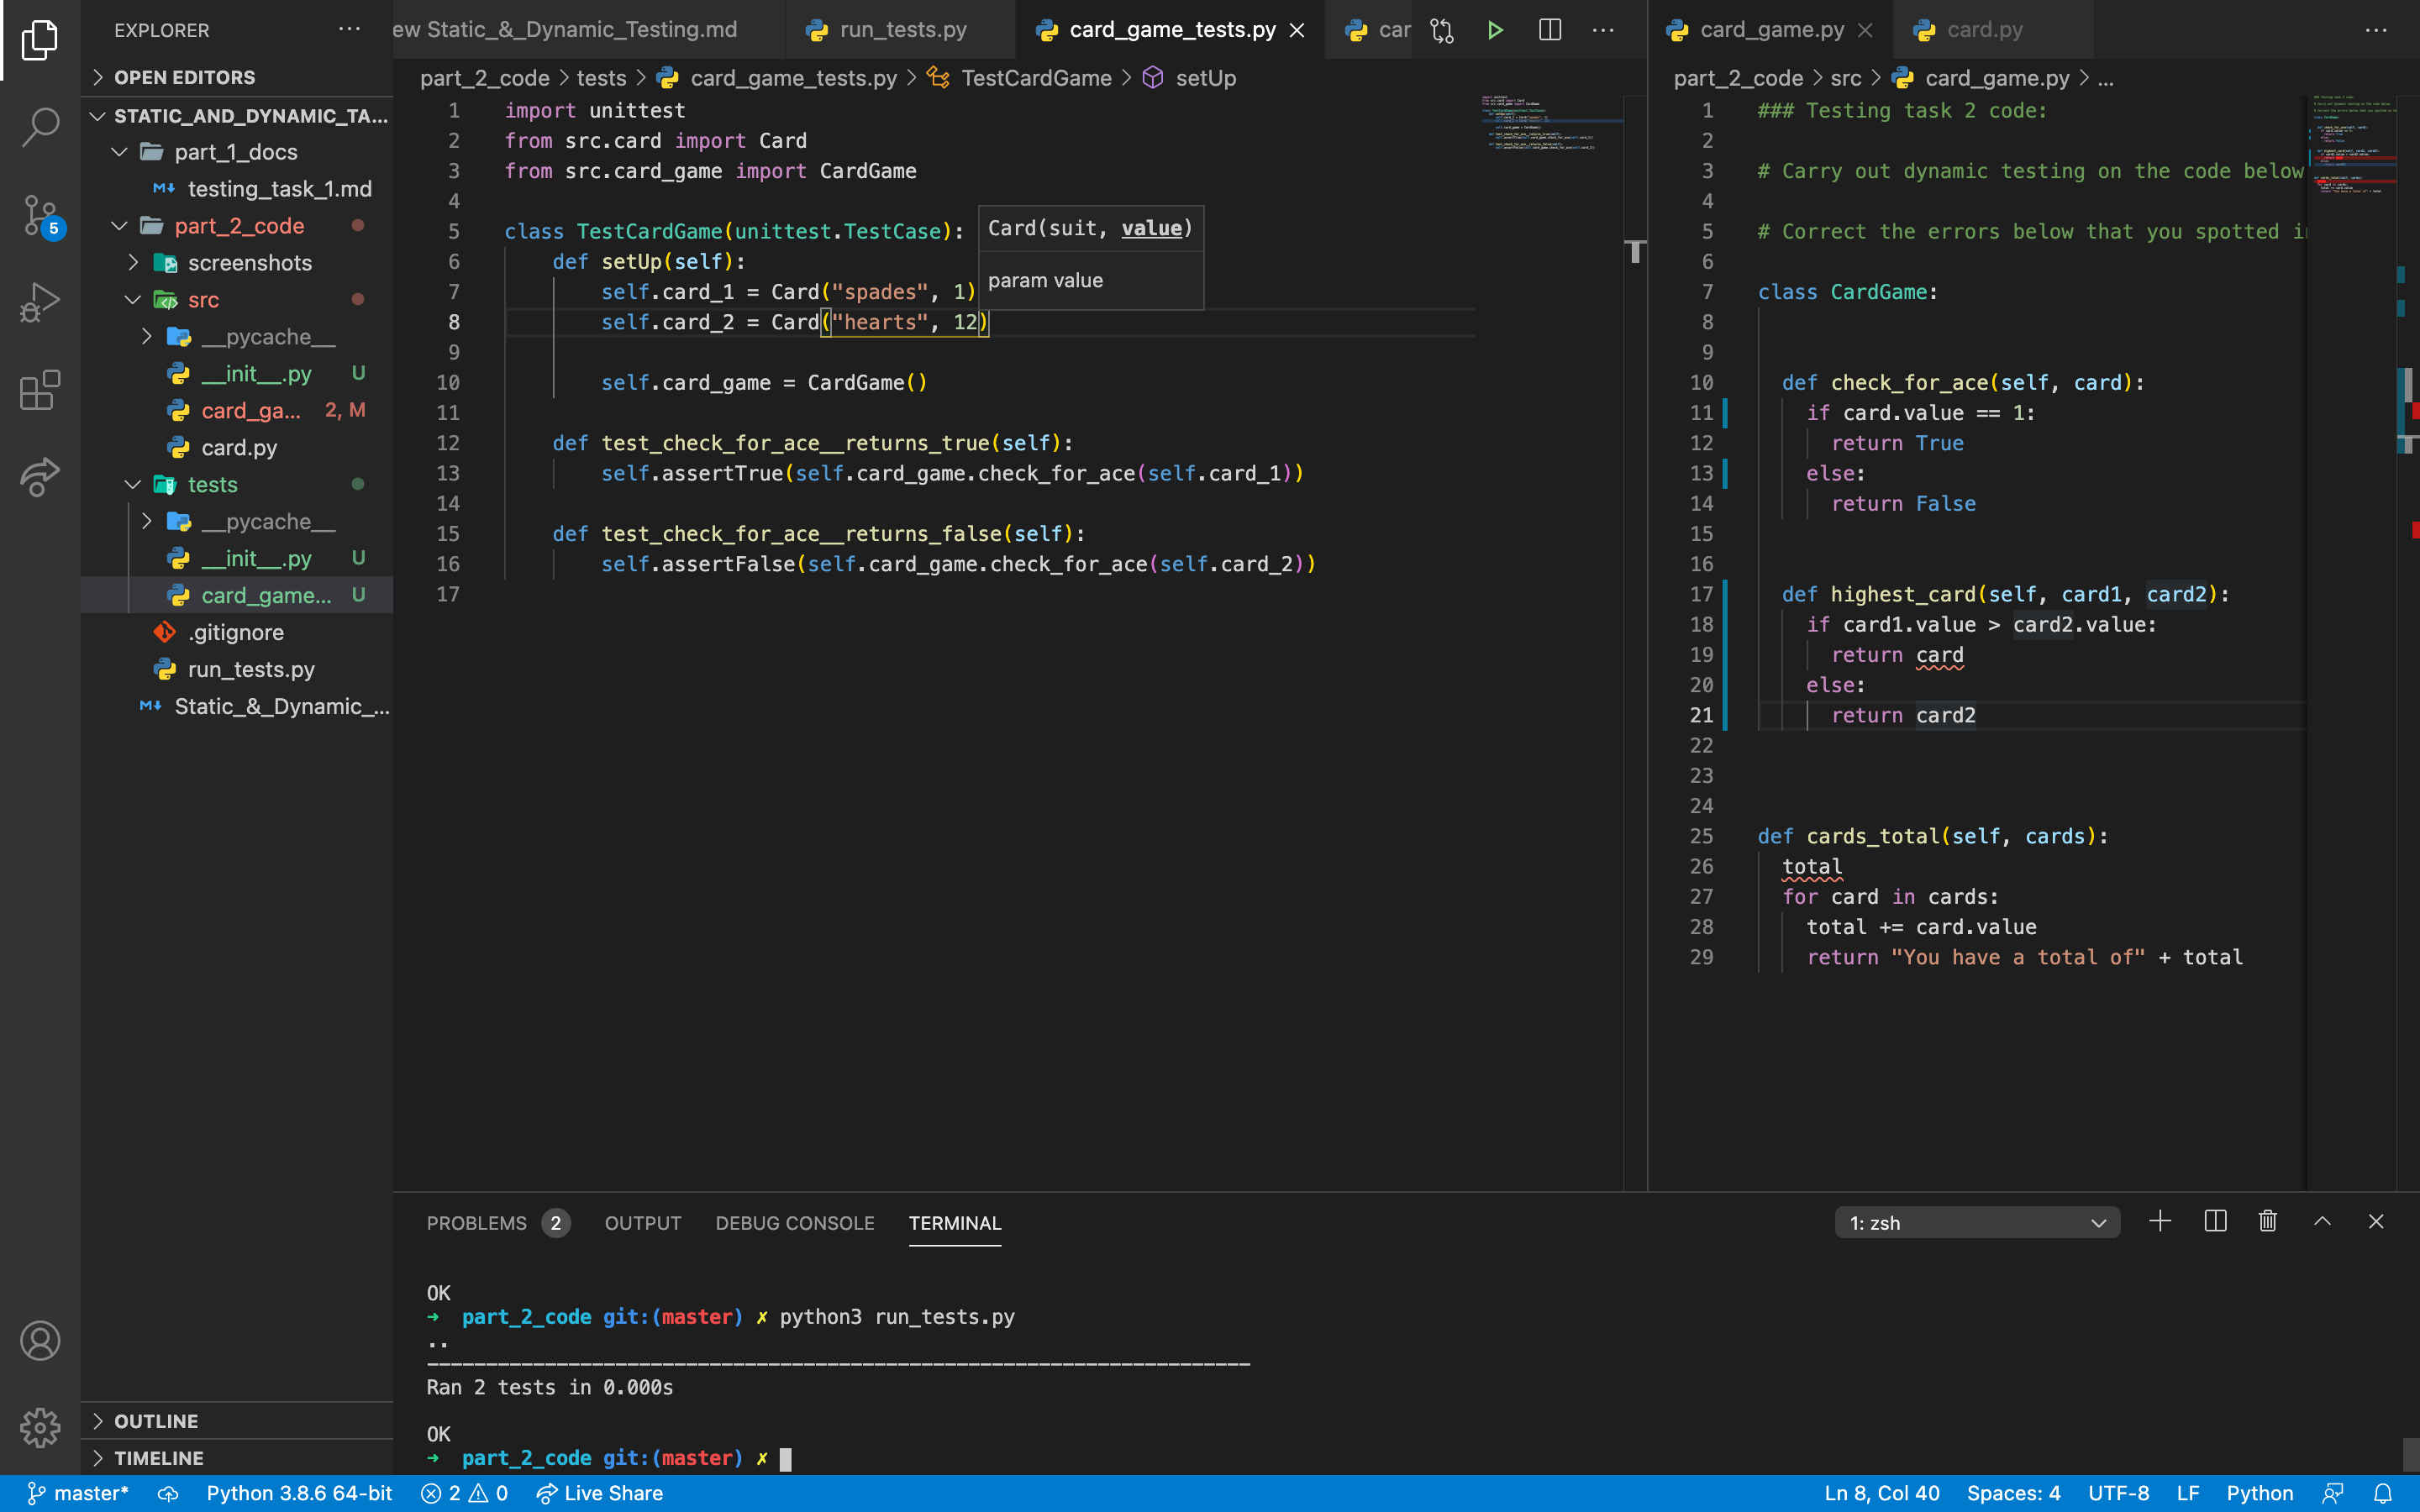 EXPLORER
OPEN EDITORS
STATIC_AND_DYNAMIC_TA...
part_1_docs
testing_task_1.md
part_2_code
screenshots
src
__pycache__
__init__.py U
card_ga... 2, M
card.py
tests
__pycache__
__init__.py U
card_game... U
.gitignore
run_tests.py
Static_&_Dynamic_...
OUTLINE
TIMELINE
5
ew Static_&_Dynamic_Testing.md
run_tests.py
card_game_tests.py
car
part_2_code > tests > card_game_tests.py > TestCardGame > setUp
1 import unittest
2 from src.card import Card
3 from src.card_game import CardGame
4
5 class TestCardGame(unittest.TestCase):
6 def setUp(self):
7 self.card_1 = Card("spades", 1)
8 self.card_2 = Card("hearts", 12)
9
10 self.card_game = CardGame()
11
12 def test_check_for_ace__returns_true(self):
13 self.assertTrue(self.card_game.check_for_ace(self.card_1))
14
15 def test_check_for_ace__returns_false(self):
16 self.assertFalse(self.card_game.check_for_ace(self.card_2))
17
Card(suit, value)
param value
card_game.py
card.py
part_2_code > src > card_game.py > ...
1 ### Testing task 2 code:
2
3 # Carry out dynamic testing on the code below
4
5 # Correct the errors below that you spotted i
6
7 class CardGame:
8
9
10 def check_for_ace(self, card):
11 if card.value == 1:
12 return True
13 else:
14 return False
15
16
17 def highest_card(self, card1, card2):
18 if card1.value > card2.value:
19 return card
20 else:
21 return card2
22
23
24
25 def cards_total(self, cards):
26 total
27 for card in cards:
28 total += card.value
29 return "You have a total of" + total
PROBLEMS 2 OUTPUT DEBUG CONSOLE TERMINAL
1: zsh
OK
→ part_2_code git:(master) ✗ python3 run_tests.py
..
----------------------------------------------------------------------
Ran 2 tests in 0.000s
OK
→ part_2_code git:(master) ✗
master* Python 3.8.6 64-bit 2 0 Live Share Ln 8, Col 40 Spaces: 4 UTF-8 LF Python